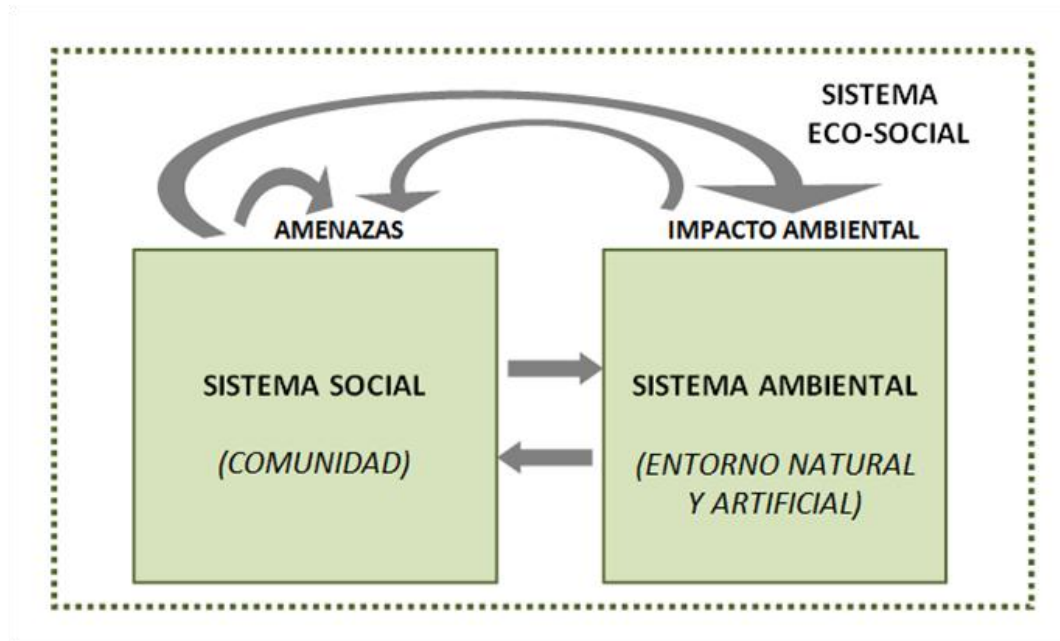 SISTEMA
ECO-SOCIAL
AMENAZAS
IMPACTO AMBIENTAL
SISTEMA SOCIAL
(COMUNIDAD)
SISTEMA AMBIENTAL
(ENTORNO NATURAL
Y ARTIFICIAL)